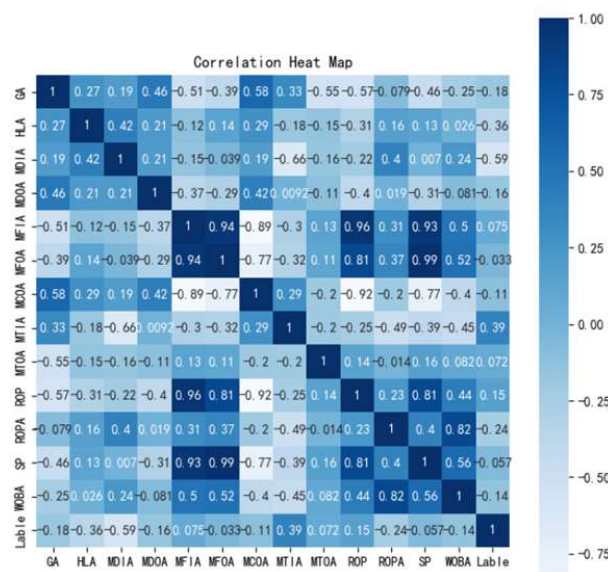 Correlation Heat Map
1.00
GA 1 0.27 0.19 0.46 -0.51 -0.39 0.58 0.33 -0.55 -0.57 -0.079 -0.46 -0.25 -0.18
HLA 0.27 1 0.42 0.21 -0.12 0.14 0.29 -0.18 -0.15 -0.31 0.16 0.13 0.026 -0.36
0.75
MDIA 0.19 0.42 1 0.21 -0.15 -0.039 0.19 -0.66 -0.16 -0.22 0.4 0.007 0.24 -0.59
MDOA 0.46 0.21 0.21 1 -0.37 -0.29 0.42 0.0092 -0.11 -0.4 0.019 -0.31 -0.081 -0.16
0.50
MFIA -0.51 -0.12 -0.15 -0.37 1 0.94 -0.89 -0.3 0.13 0.96 0.31 0.93 0.5 0.075
MFOA -0.39 0.14 -0.039 -0.29 0.94 1 -0.77 -0.32 0.11 0.81 0.37 0.99 0.52 -0.033
0.25
MCOA 0.58 0.29 0.19 0.42 -0.89 -0.77 1 0.29 -0.2 -0.92 -0.2 -0.77 -0.4 -0.11
0.00
MTIA 0.33 -0.18 -0.66 0.0092 -0.3 -0.32 0.29 1 -0.2 -0.25 -0.49 -0.39 -0.45 0.39
MTOA -0.55 -0.15 -0.16 -0.11 0.13 0.11 -0.2 -0.2 1 0.14 -0.014 0.16 0.082 0.072
-0.25
ROP -0.57 -0.31 -0.22 -0.4 0.96 0.81 -0.92 -0.25 0.14 1 0.23 0.81 0.44 0.15
ROPA -0.079 0.16 0.4 0.019 0.31 0.37 -0.2 -0.49 -0.014 0.23 1 0.4 0.82 -0.24
-0.50
SP -0.46 0.13 0.007 -0.31 0.93 0.99 -0.77 -0.39 0.16 0.81 0.4 1 0.56 -0.057
WOBA -0.25 0.026 0.24 -0.081 0.5 0.52 -0.4 -0.45 0.082 0.44 0.82 0.56 1 -0.14
Lable -0.18 -0.36 -0.59 -0.16 0.075 -0.033 -0.11 0.39 0.072 0.15 -0.24 -0.057 -0.14 1
-0.75
GA HLA MDIA MDOA MFIA MFOA MCOA MTIA MTOA ROP ROPA SP WOBA Lable